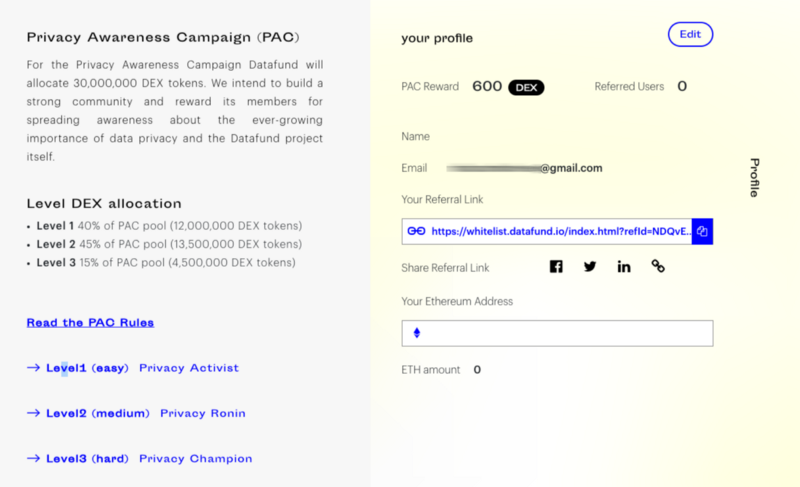 Privacy Awareness Campaign (PAC)
For the Privacy Awareness Campaign Datafund will
allocate 30,000,000 DEX tokens. We intend to build a
strong community and reward its members for
spreading awareness about the ever-growing
importance of data privacy and the Datafund project
itself.
Level DEX allocation
• Level 1 40% of PAC pool (12,000,000 DEX tokens)
• Level 2 45% of PAC pool (13,500,000 DEX tokens)
• Level 3 15% of PAC pool (4,500,000 DEX tokens)
Read the PAC Rules
→ Level1 (easy) Privacy Activist
→ Level2 (medium) Privacy Ronin
→ Level3 (hard) Privacy Champion
your profile
Edit
PAC Reward 600 DEX Referred Users 0
Name
Email @gmail.com
Your Referral Link
https://whitelist.datafund.io/index.html?refId=NDQvE..
Share Referral Link
Your Ethereum Address
ETH amount 0
Profile